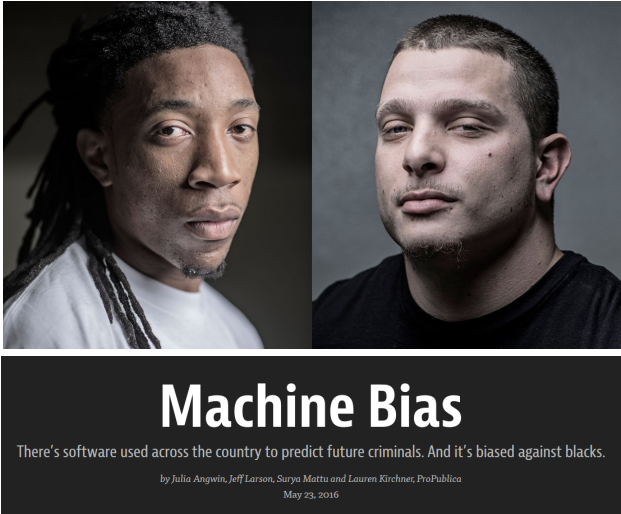 Machine Bias
There's software used across the country to predict future criminals. And it's biased against blacks.
by Julia Angwin, Jeff Larson, Surya Mattu and Lauren Kirchner, ProPublica
May 23, 2016